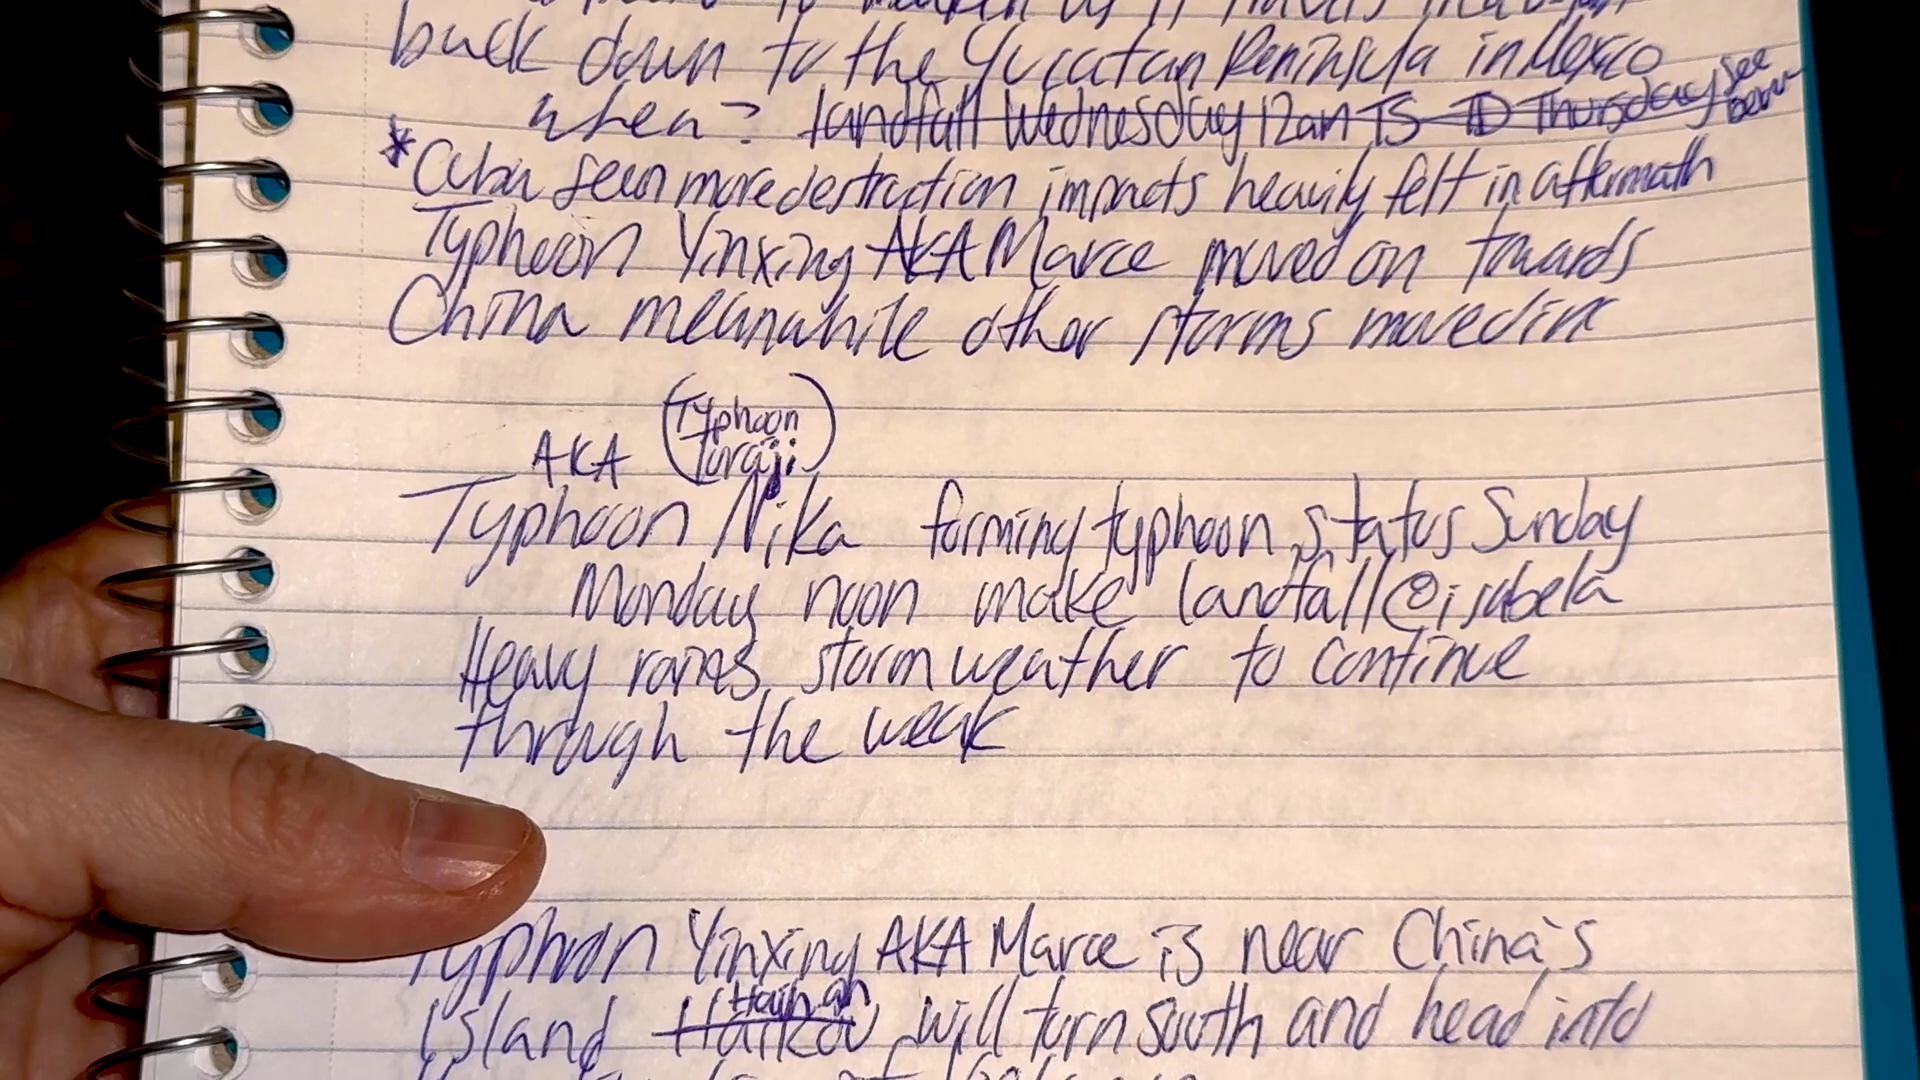 back down to the Yucatan Peninsula in Mexco
when? landfall Wednesday 12am TS TD Thursday see
below
*Cuba seen more destruction impacts heavily felt in aftermath
Typhoon Yinxing AKA Marce moved on towards
China meanwhile other storms moved in
AKA (Typhoon
Toraji)
Typhoon Nika forming typhoon status Sunday
Monday noon make landfall @ isabela
Heavy rains, storm weather to continue
through the weak
Typhoon Yinxing AKA Marce is near China's
Hainan
Island Haikou will turn south and head into